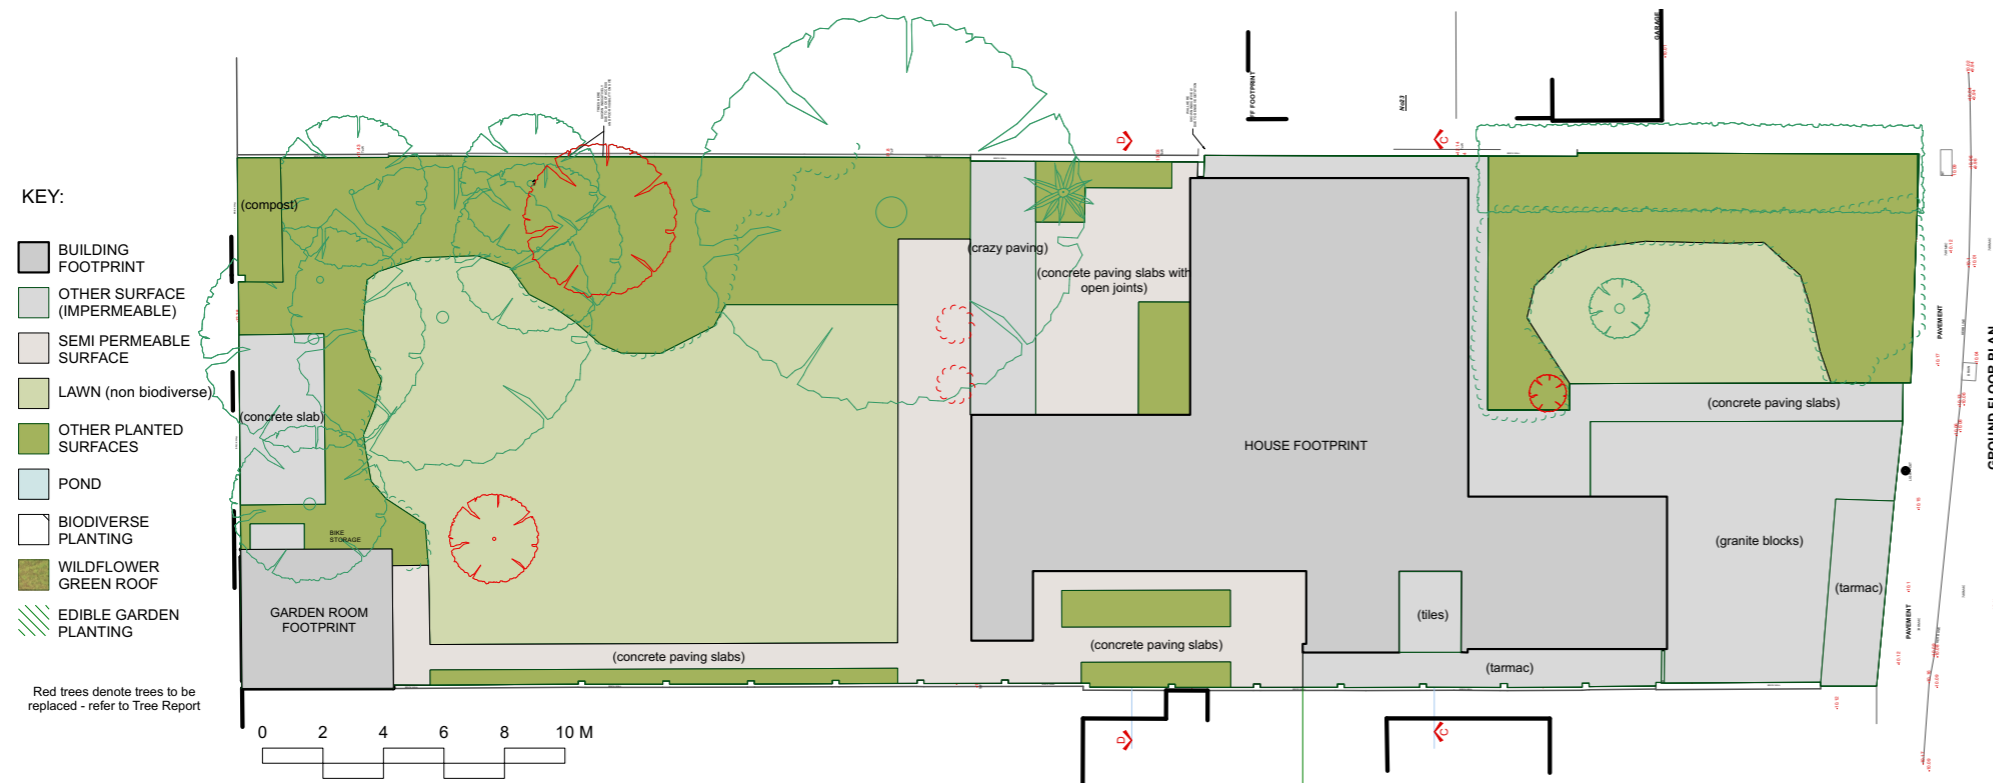 KEY:
BUILDING
FOOTPRINT
OTHER SURFACE
(IMPERMEABLE)
SEMI PERMEABLE
SURFACE
LAWN (non biodiverse)
OTHER PLANTED
SURFACES
POND
BIODIVERSE
PLANTING
WILDFLOWER
GREEN ROOF
EDIBLE GARDEN
PLANTING
Red trees denote trees to be
replaced - refer to Tree Report
0 2 4 6 8 10 M
(compost)
(concrete slab)
BIKE
STORAGE
GARDEN ROOM
FOOTPRINT
(concrete paving slabs)
(crazy paving)
(concrete paving slabs with
open joints)
HOUSE FOOTPRINT
(concrete paving slabs)
(tiles)
(tarmac)
(concrete paving slabs)
(granite blocks)
(tarmac)
D
C
D
C
FF FOOTPRINT
No23
GARAGE
PAVEMENT
PAVEMENT
GROUND FLOOR PLAN